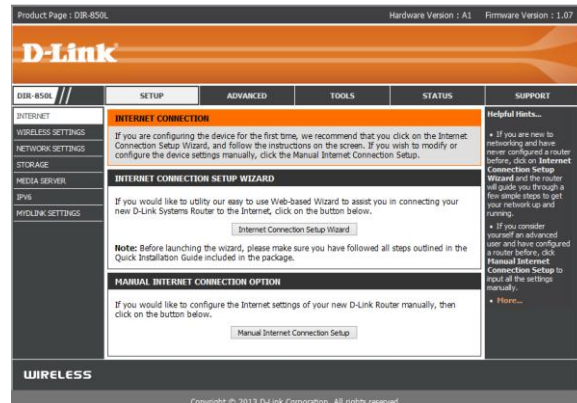 Product Page : DIR-850L
Hardware Version : A1
Firmware Version : 1.07
D-Link
DIR-850L
SETUP
ADVANCED
TOOLS
STATUS
SUPPORT
INTERNET
WIRELESS SETTINGS
NETWORK SETTINGS
STORAGE
MEDIA SERVER
IPV6
MYDLINK SETTINGS
INTERNET CONNECTION
If you are configuring the device for the first time, we recommend that you click on the Internet
Connection Setup Wizard, and follow the instructions on the screen. If you wish to modify or
configure the device settings manually, click the Manual Internet Connection Setup.
INTERNET CONNECTION SETUP WIZARD
If you would like to utility our easy to use Web-based Wizard to assist you in connecting your
new D-Link Systems Router to the Internet, click on the button below.
Internet Connection Setup Wizard
Note: Before launching the wizard, please make sure you have followed all steps outlined in the
Quick Installation Guide included in the package.
MANUAL INTERNET CONNECTION OPTION
If you would like to configure the Internet settings of your new D-Link Router manually, then
click on the button below.
Manual Internet Connection Setup
Helpful Hints...
• If you are new to
networking and have
never configured a router
before, click on Internet
Connection Setup
Wizard and the router
will guide you through a
few simple steps to get
your network up and
running.
• If you consider
yourself an advanced
user and have configured
a router before, click
Manual Internet
Connection Setup to
input all the settings
manually.
• More...
WIRELESS
Copyright © 2013 D-Link Corporation. All rights reserved.